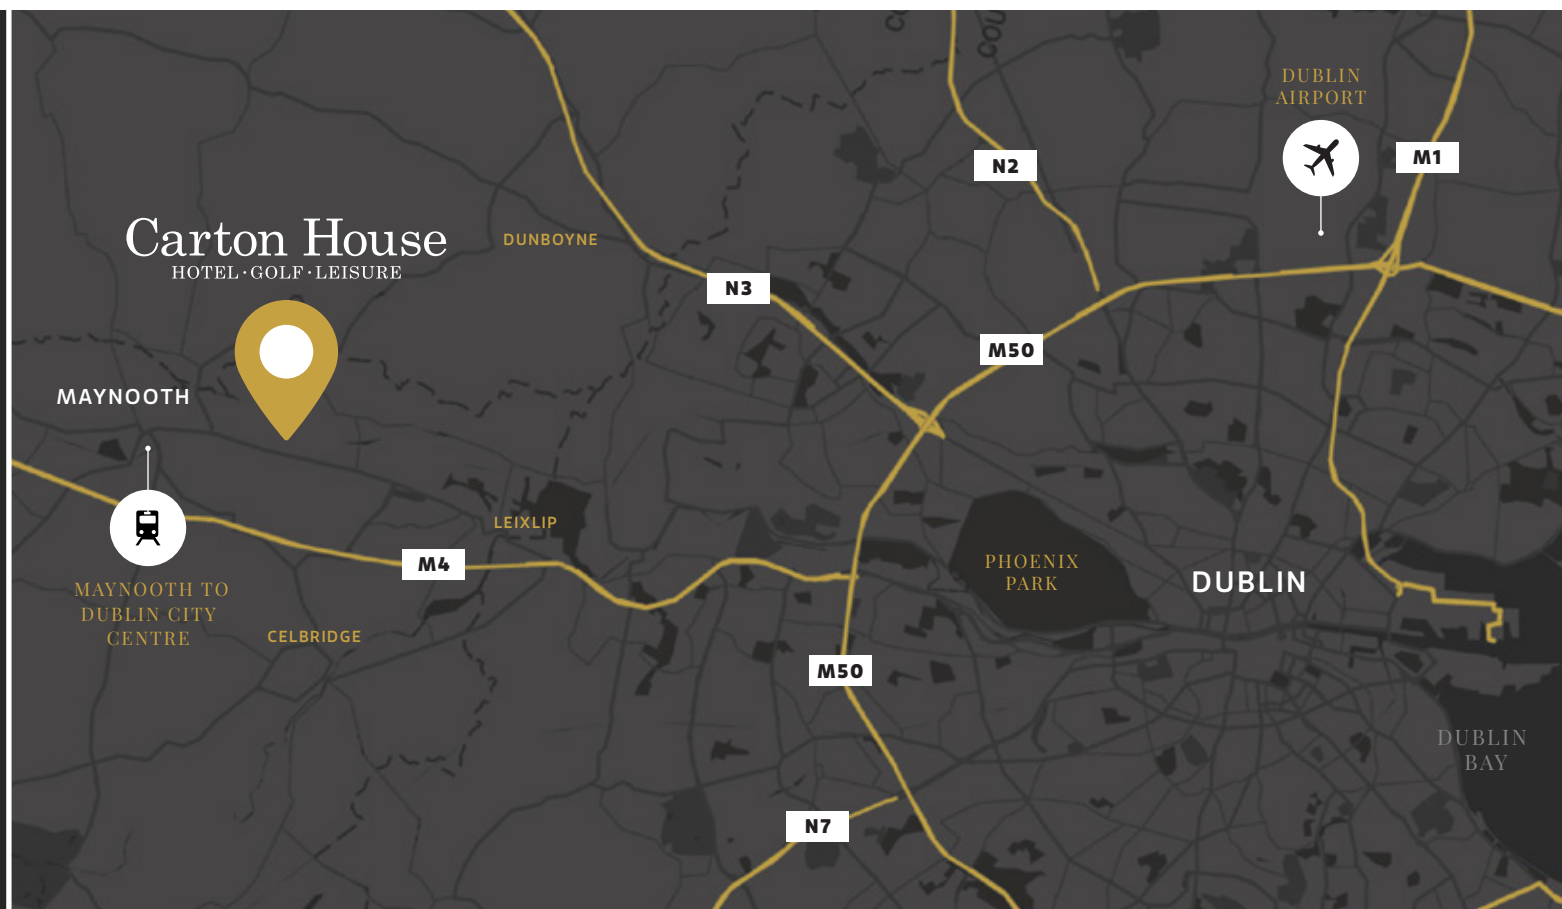 DUBLIN
AIRPORT
N2
M1
Carton House
HOTEL·GOLF·LEISURE
DUNBOYNE
N3
M50
MAYNOOTH
LEIXLIP
M4
PHOENIX
PARK
DUBLIN
MAYNOOTH TO
DUBLIN CITY
CENTRE
CELBRIDGE
M50
DUBLIN
BAY
N7